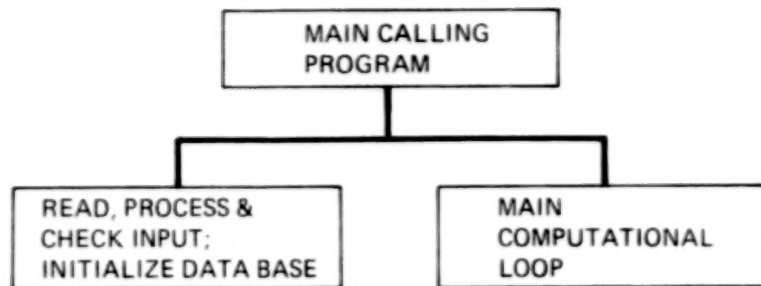 MAIN CALLING
PROGRAM
READ, PROCESS &
CHECK INPUT;
INITIALIZE DATA BASE
MAIN
COMPUTATIONAL
LOOP